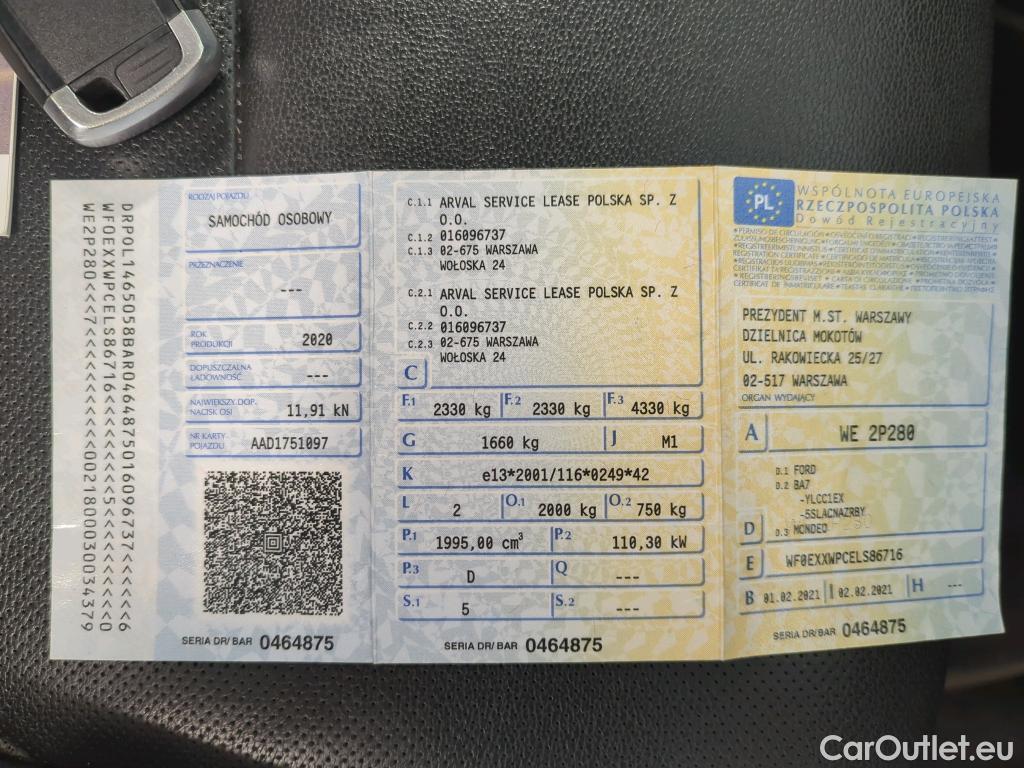 DRPOL1465058BAR04648750160967​37<<<<<6
WF0EXXWPCELS86716<<<<<5<<<<<<<<0
WE2P280<<<7<<<<<<<<<0021800003034379
RODZAJ POJAZDU
SAMOCHÓD OSOBOWY
PRZEZNACZENIE
---
ROK PRODUKCJI
2020
DOPUSZCZALNA ŁADOWNOŚĆ
---
NAJWIĘKSZY DOP. NACISK OSI
11,91 kN
NR KARTY POJAZDU
AAD1751097
SERIA DR/BAR 0464875
C.1.1 ARVAL SERVICE LEASE POLSKA SP. Z
O.O.
C.1.2 016096737
C.1.3 02-675 WARSZAWA
WOŁOSKA 24
C.2.1 ARVAL SERVICE LEASE POLSKA SP. Z
O.O.
C.2.2 016096737
C.2.3 02-675 WARSZAWA
WOŁOSKA 24
C
F.1 2330 kg F.2 2330 kg F.3 4330 kg
G 1660 kg J M1
K e13*2001/116*0249*42
L 2 O.1 2000 kg O.2 750 kg
P.1 1995,00 cm³ P.2 110,30 kW
P.3 D Q ---
S.1 5 S.2 ---
SERIA DR/BAR 0464875
PL
WSPÓLNOTA EUROPEJSKA
RZECZPOSPOLITA POLSKA
Dowód Rejestracyjny
PREZYDENT M.ST. WARSZAWY
DZIELNICA MOKOTÓW
UL. RAKOWIECKA 25/27
02-517 WARSZAWA
ORGAN WYDAJĄCY
A WE 2P280
D.1 FORD
D.2 BA7
-YLCC1EX
-5SLACNAZRBY
D D.3 MONDEO
E WF0EXXWPCELS86716
B 01.02.2021 I 02.02.2021 H ---
SERIA DR/BAR 0464875
CarOutlet.eu